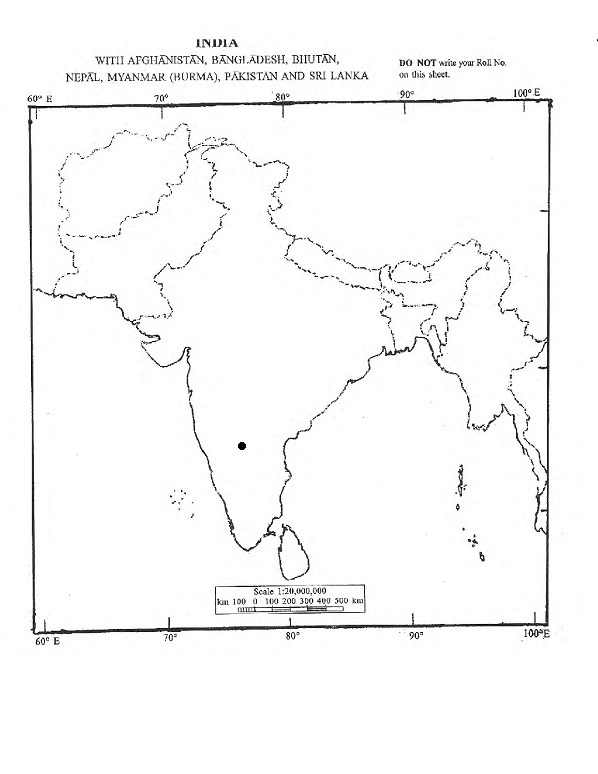 INDIA
WITH AFGHĀNISTĀN, BĀNGLĀDESH, BHUTĀN,
NEPĀL, MYANMAR (BURMA), PĀKISTĀN AND SRI LANKA
DO NOT write your Roll No.
on this sheet.
60° E 70° 80° 90° 100° E
Scale 1:20,000,000
km 100 0 100 200 300 400 500 km
60° E 70° 80° 90° 100°E